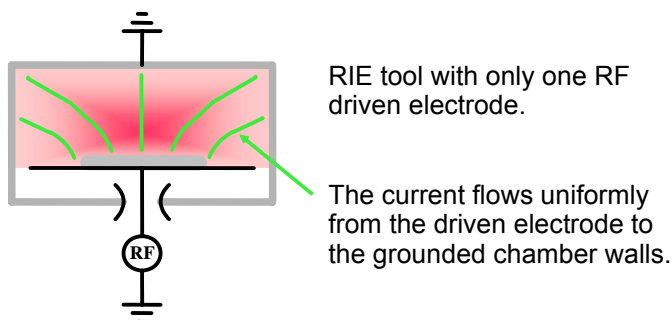 RIE tool with only one RF
driven electrode.
The current flows uniformly
from the driven electrode to
the grounded chamber walls.
RF